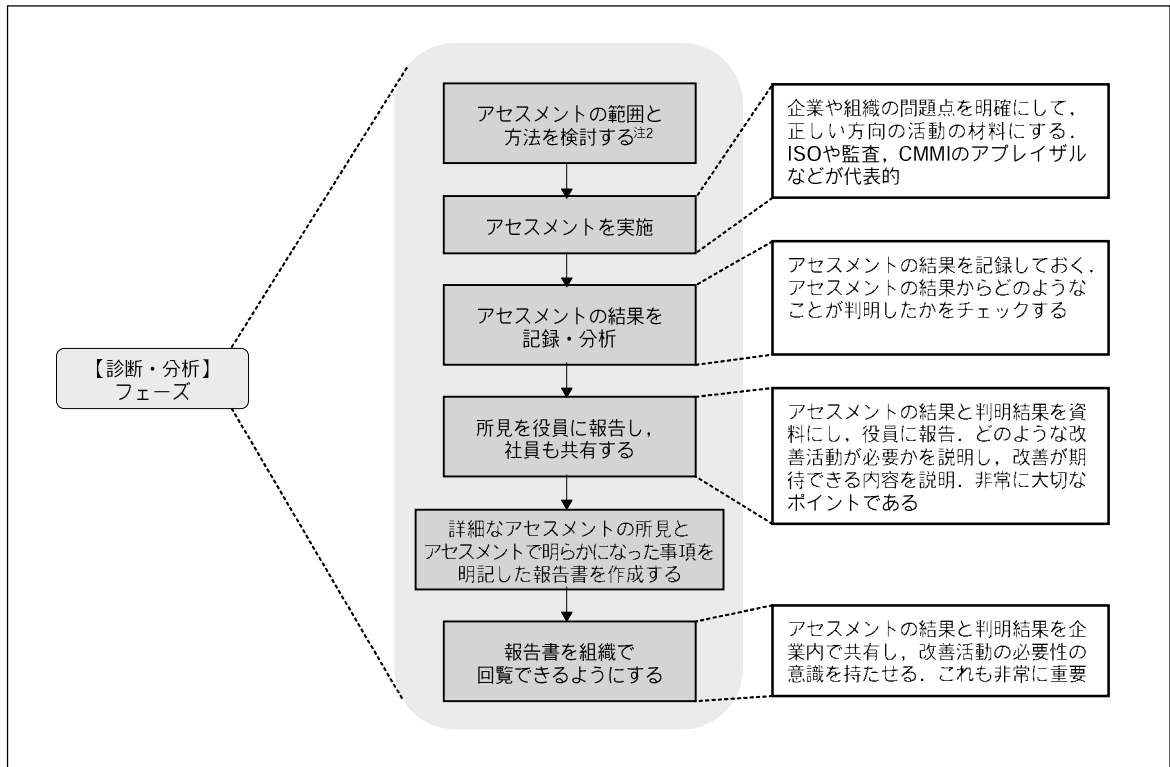 【診断・分析】
フェーズ
アセスメントの範囲と
方法を検討する注2
アセスメントを実施
企業や組織の問題点を明確にして，
正しい方向の活動の材料にする．
ISOや監査，CMMIのアプレイザル
などが代表的
アセスメントの結果を
記録・分析
アセスメントの結果を記録しておく．
アセスメントの結果からどのような
ことが判明したかをチェックする
所見を役員に報告し，
社員も共有する
アセスメントの結果と判明結果を資
料にし，役員に報告．どのような改
善活動が必要かを説明し，改善が期
待できる内容を説明．非常に大切な
ポイントである
詳細なアセスメントの所見と
アセスメントで明らかになった事項を
明記した報告書を作成する
報告書を組織で
回覧できるようにする
アセスメントの結果と判明結果を企
業内で共有し，改善活動の必要性の
意識を持たせる．これも非常に重要